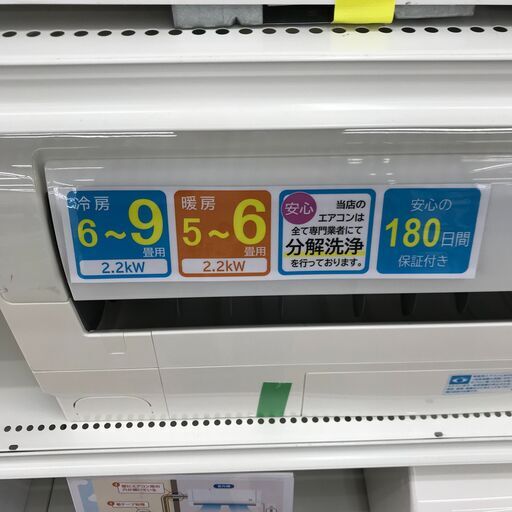 冷房
6～9
畳用
2.2kW
暖房
5～6
畳用
2.2kW
安心
当店の
エアコンは
全て専門業者にて
分解洗浄
を行っております。
安心の
180日間
保証付き
室内機